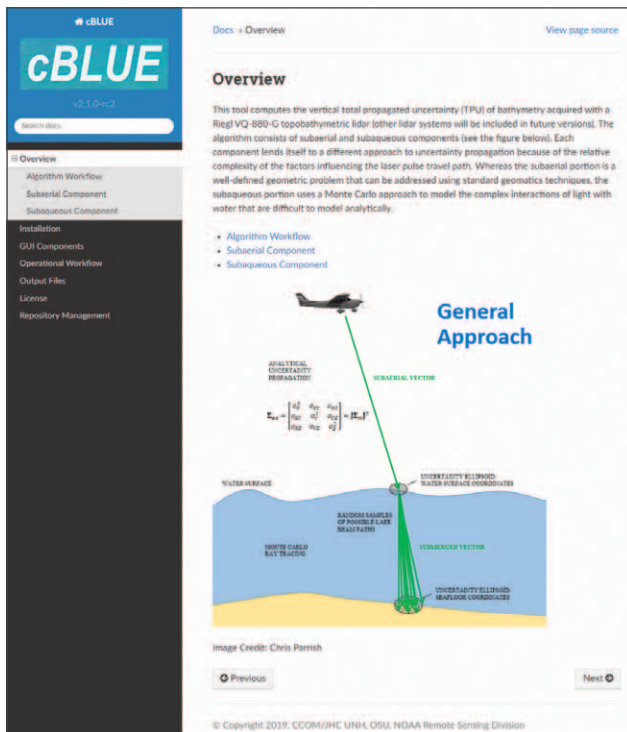 cBLUE
cBLUE
v2.1.0-rc2
Search docs
Overview
Algorithm Workflow
Subaerial Component
Subaqueous Component
Installation
GUI Components
Operational Workflow
Output Files
License
Repository Management
Docs » Overview
View page source
Overview
This tool computes the vertical total propagated uncertainty (TPU) of bathymetry acquired with a
Riegl VQ-880-G topobathymetric lidar (other lidar systems will be included in future versions). The
algorithm consists of subaerial and subaqueous components (see the figure below). Each
component lends itself to a different approach to uncertainty propagation because of the relative
complexity of the factors influencing the laser pulse travel path. Whereas the subaerial portion is a
well-defined geometric problem that can be addressed using standard geomatics techniques, the
subaqueous portion uses a Monte Carlo approach to model the complex interactions of light with
water that are difficult to model analytically.
Algorithm Workflow
Subaerial Component
Subaqueous Component
General
Approach
ANALYTICAL
UNCERTAINTY
PROPAGATION
SUBAERIAL VECTOR
WATER SURFACE
UNCERTAINTY ELLIPSOID:
WATER SURFACE COORDINATES
RANDOM SAMPLES
OF POSSIBLE LASER
BEAM PATHS
MONTE CARLO
RAY TRACING
SUBMERGED VECTOR
UNCERTAINTY ELLIPSOID:
SEAFLOOR COORDINATES
Image Credit: Chris Parrish
Previous
Next
© Copyright 2019, CCOM/JHC UNH, OSU, NOAA Remote Sensing Division